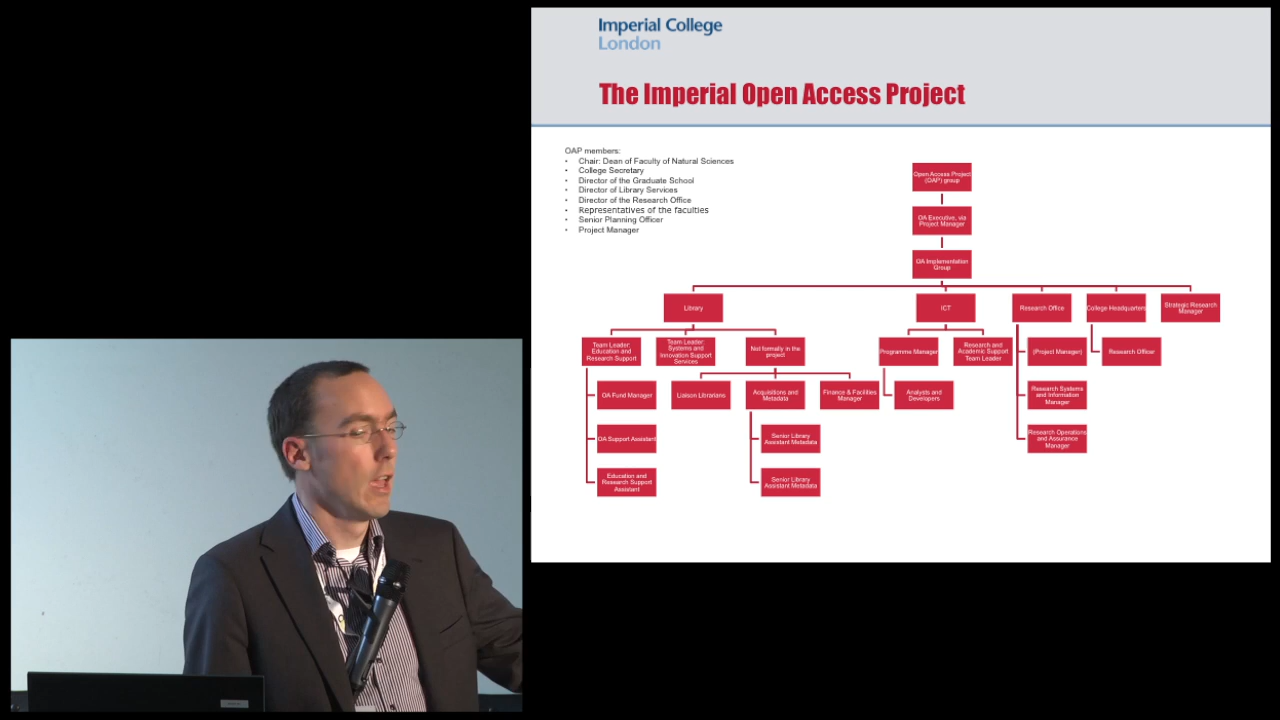 Imperial College
London
The Imperial Open Access Project
OAP members:
• Chair: Dean of Faculty of Natural Sciences
• College Secretary
• Director of the Graduate School
• Director of Library Services
• Director of the Research Office
• Representatives of the faculties
• Senior Planning Officer
• Project Manager
Open Access Project
(OAP) group
OA Executive, via
Project Manager
OA Implementation
Group
Library
ICT
Research Office
College Headquarters
Strategic Research
Manager
Team Leader:
Education and
Research Support
Team Leader:
Systems and
Innovation Support
Services
Not formally in the
project
Programme Manager
Research and
Academic Support
Team Leader
(Project Manager)
Research Officer
OA Fund Manager
Liaison Librarians
Acquisitions and
Metadata
Finance & Facilities
Manager
Analysts and
Developers
Research Systems
and Information
Manager
OA Support Assistant
Senior Library
Assistant Metadata
Research Operations
and Assurance
Manager
Education and
Research Support
Assistant
Senior Library
Assistant Metadata